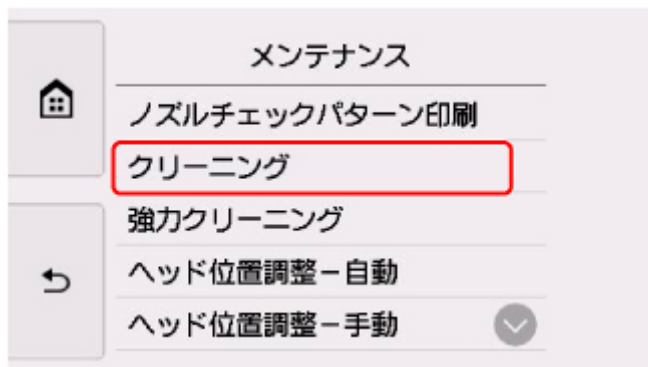 メンテナンス
ノズルチェックパターン印刷
クリーニング
強力クリーニング
ヘッド位置調整－自動
ヘッド位置調整－手動